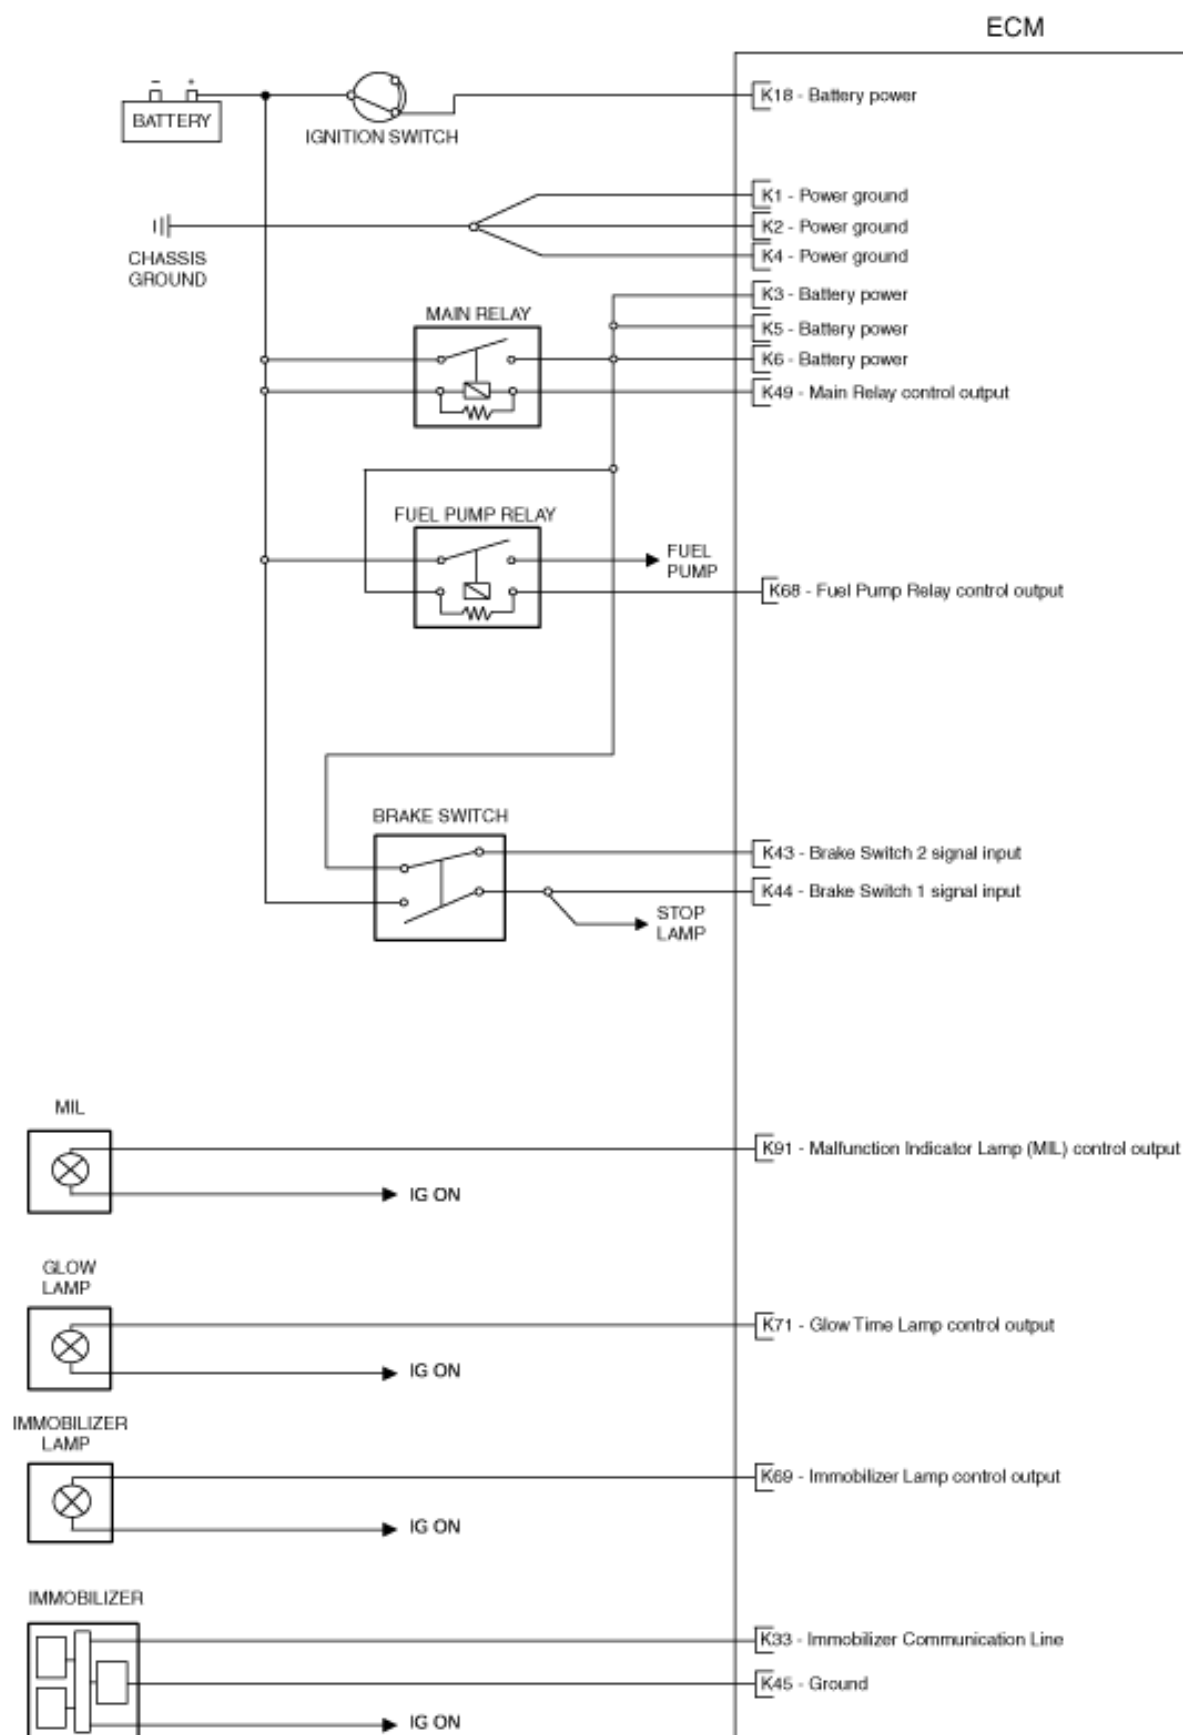 ECM
- +
BATTERY
IGNITION SWITCH
K18 - Battery power
CHASSIS
GROUND
K1 - Power ground
K2 - Power ground
K4 - Power ground
K3 - Battery power
K5 - Battery power
K6 - Battery power
K49 - Main Relay control output
MAIN RELAY
FUEL PUMP RELAY
FUEL
PUMP
K68 - Fuel Pump Relay control output
BRAKE SWITCH
K43 - Brake Switch 2 signal input
K44 - Brake Switch 1 signal input
STOP
LAMP
MIL
K91 - Malfunction Indicator Lamp (MIL) control output
IG ON
GLOW
LAMP
K71 - Glow Time Lamp control output
IG ON
IMMOBILIZER
LAMP
K69 - Immobilizer Lamp control output
IG ON
IMMOBILIZER
K33 - Immobilizer Communication Line
K45 - Ground
IG ON